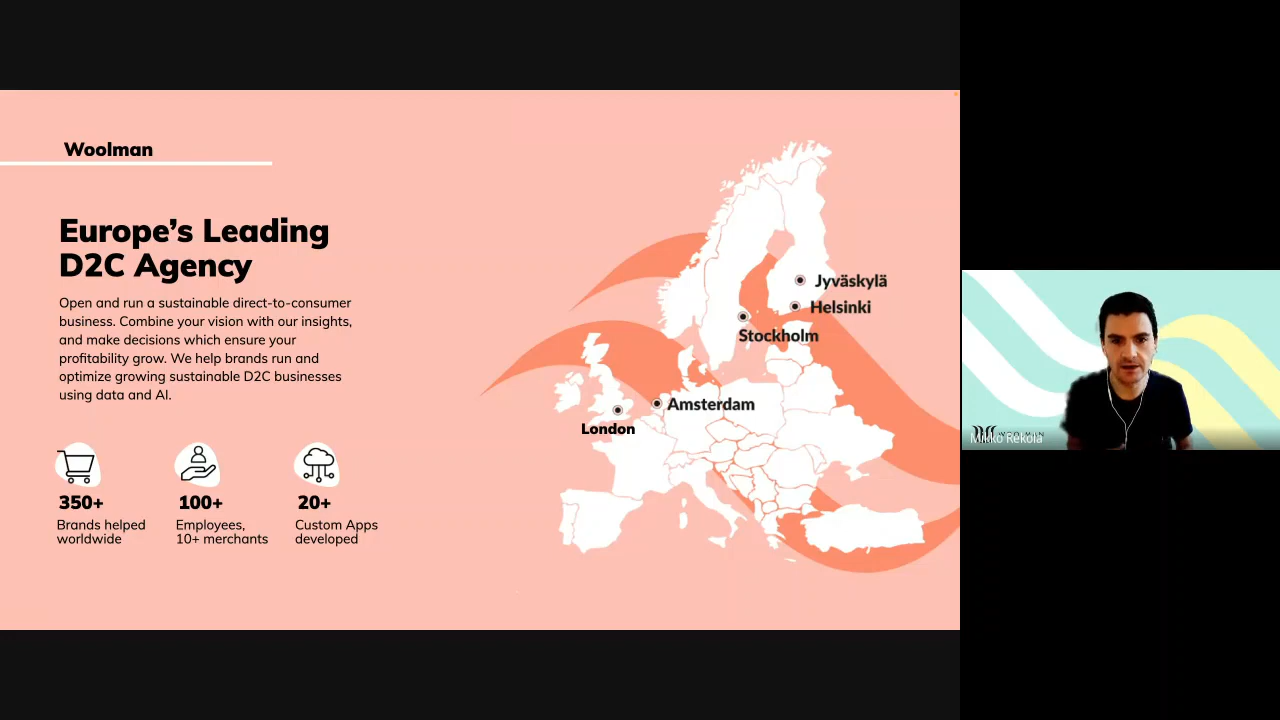 Woolman
Europe's Leading
D2C Agency
Open and run a sustainable direct-to-consumer
business. Combine your vision with our insights,
and make decisions which ensure your
profitability grow. We help brands run and
optimize growing sustainable D2C businesses
using data and AI.
350+
Brands helped
worldwide
100+
Employees,
10+ merchants
20+
Custom Apps
developed
Jyväskylä
Helsinki
Stockholm
Amsterdam
London
Mikko Rekola